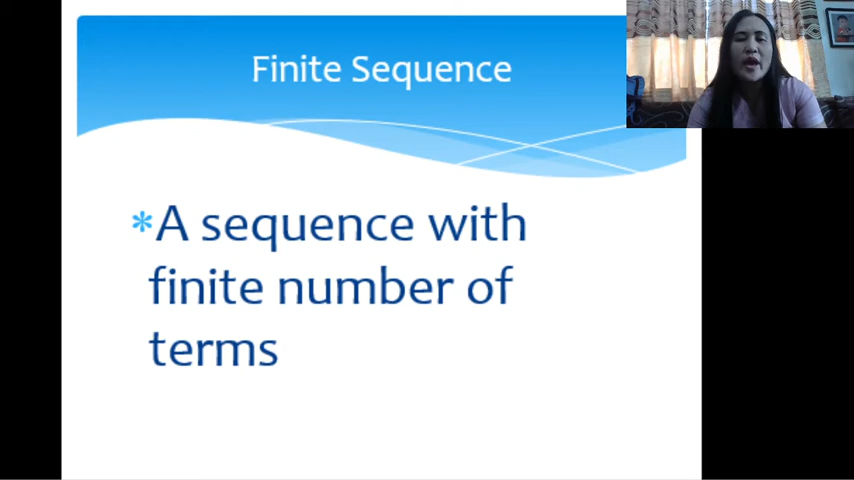 Finite Sequence
*A sequence with
finite number of
terms